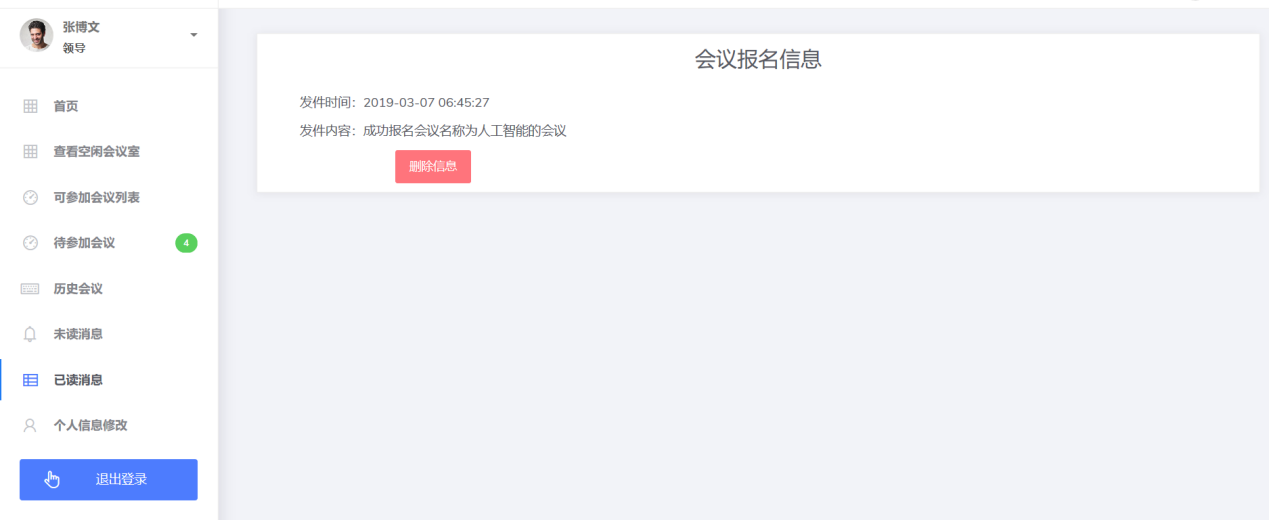 张博文
领导
首页
查看空闲会议室
可参加会议列表
待参加会议 4
历史会议
未读消息
已读消息
个人信息修改
退出登录
会议报名信息
发件时间：2019-03-07 06:45:27
发件内容：成功报名会议名称为人工智能的会议
删除信息